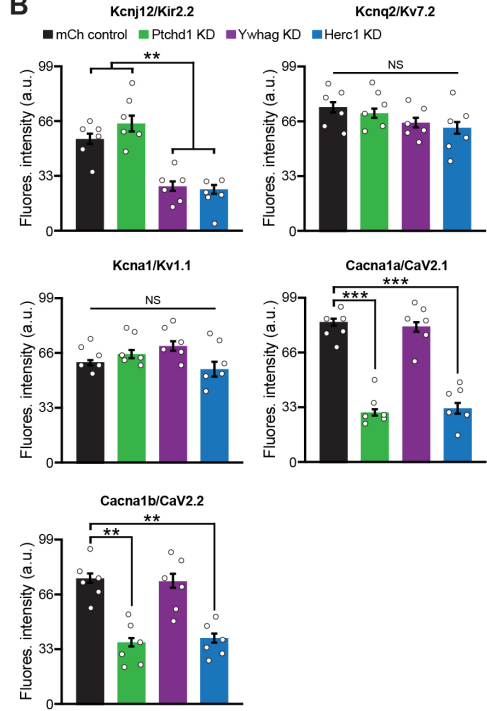 B
Kcnj12/Kir2.2
Kcnq2/Kv7.2
mCh control Ptchd1 KD Ywhag KD Herc1 KD
Fluores. intensity (a.u.)
99
66
33
0
**
Fluores. intensity (a.u.)
99
66
33
0
NS
Kcna1/Kv1.1
Cacna1a/CaV2.1
Fluores. intensity (a.u.)
99
66
33
0
NS
Fluores. intensity (a.u.)
99
66
33
0
***
***
Cacna1b/CaV2.2
Fluores. intensity (a.u.)
99
66
33
0
**
**